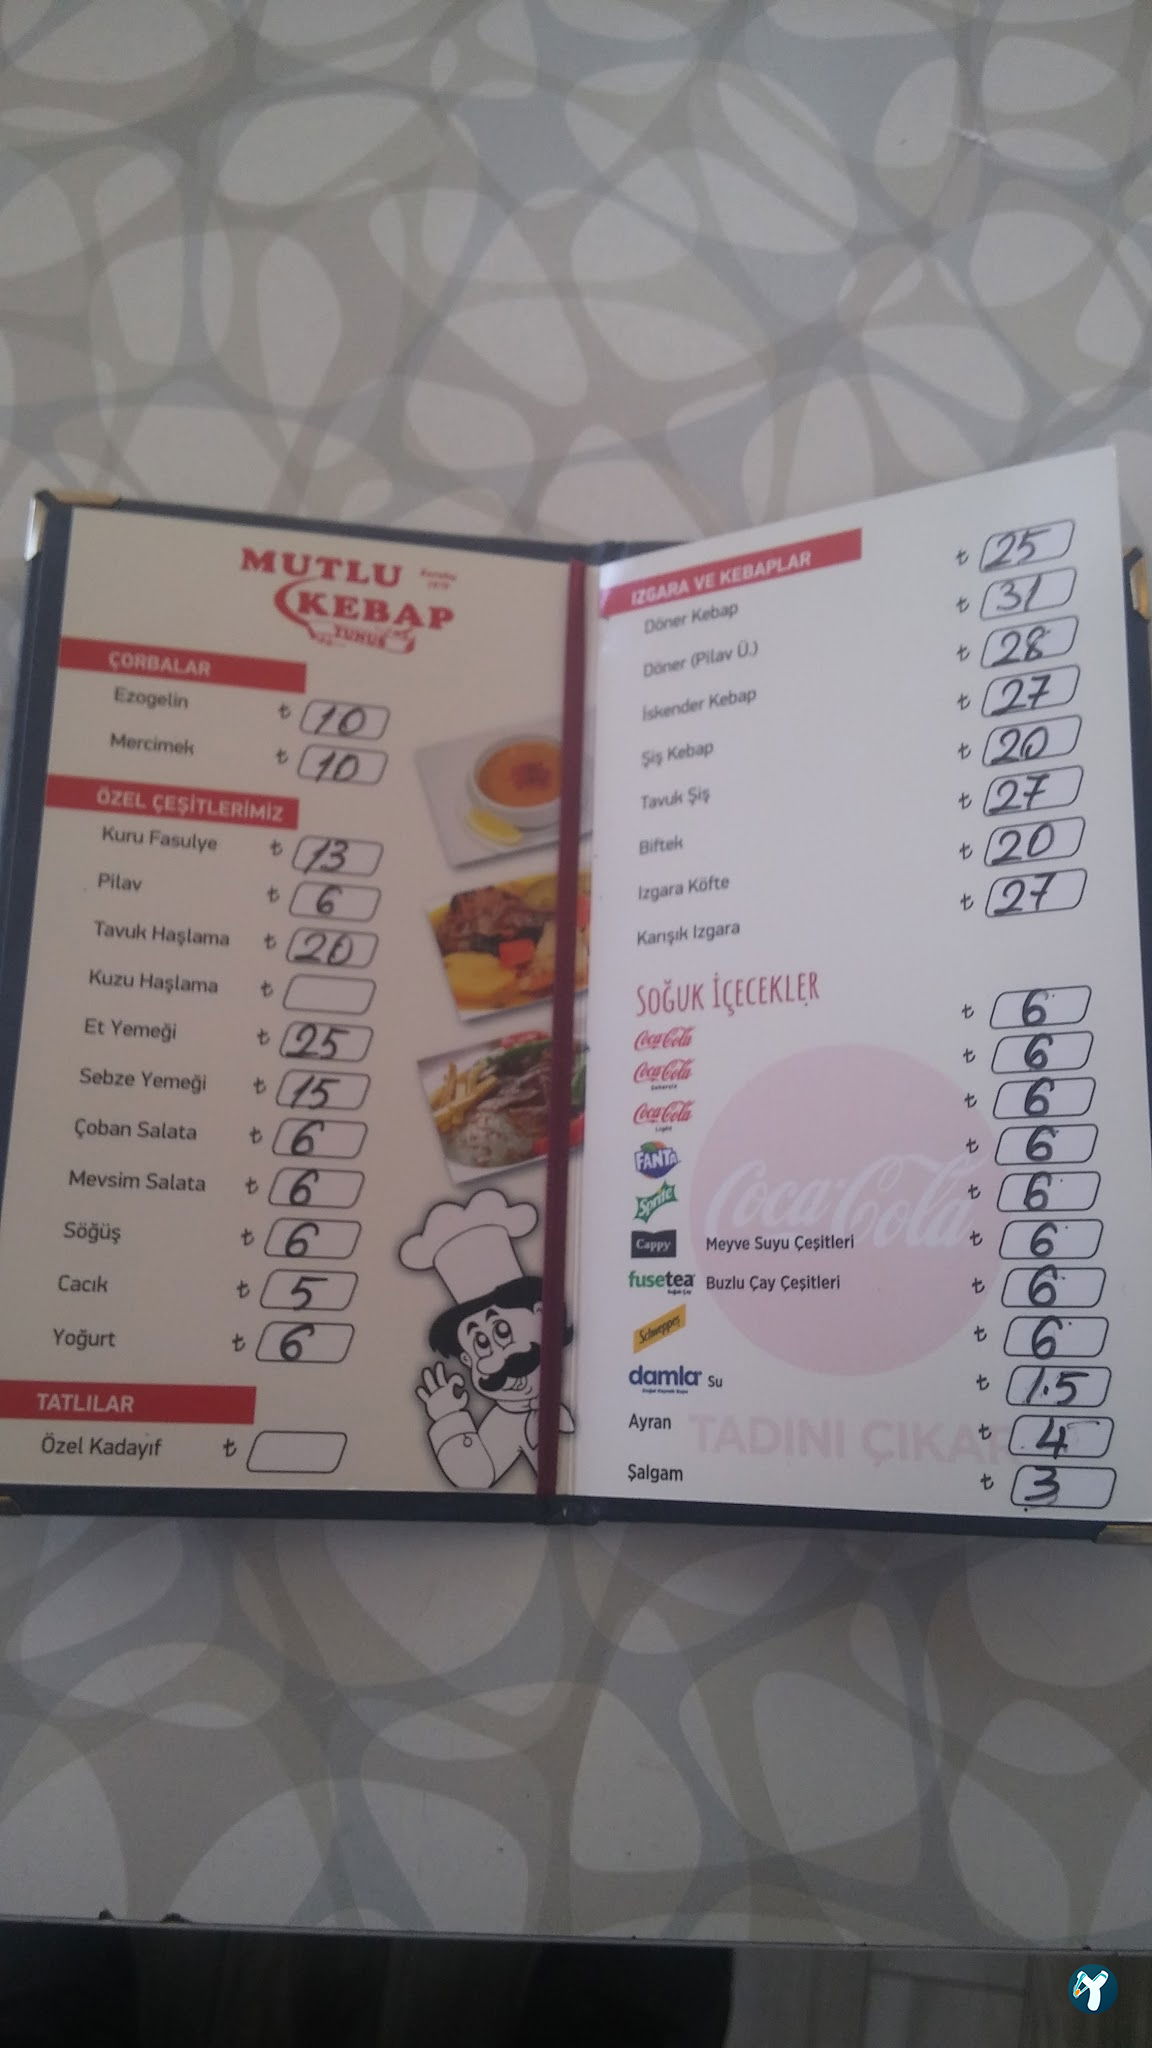 MUTLU
KEBAP
YUNUS
ÇORBALAR
Ezogelin ₺ 10
Mercimek ₺ 10
ÖZEL ÇEŞİTLERİMİZ
Kuru Fasulye ₺ 13
Pilav ₺ 6
Tavuk Haşlama ₺ 20
Kuzu Haşlama ₺
Et Yemeği ₺ 25
Sebze Yemeği ₺ 15
Çoban Salata ₺ 6
Mevsim Salata ₺ 6
Söğüş ₺ 6
Cacık ₺ 5
Yoğurt ₺ 6
TATLILAR
Özel Kadayıf ₺
IZGARA VE KEBAPLAR
Döner Kebap ₺ 25
Döner (Pilav Ü.) ₺ 31
İskender Kebap ₺ 28
Şiş Kebap ₺ 27
Tavuk Şiş ₺ 20
Biftek ₺ 27
Izgara Köfte ₺ 20
Karışık Izgara ₺ 27
SOĞUK İÇECEKLER
Coca-Cola ₺ 6
Coca-Cola ₺ 6
Coca-Cola Light ₺ 6
FANTA ₺ 6
Sprite ₺ 6
Cappy Meyve Suyu Çeşitleri ₺ 6
fusetea Buzlu Çay Çeşitleri ₺ 6
Schweppes ₺ 6
damla Su ₺ 1.5
Ayran ₺ 4
Şalgam ₺ 3
Coca-Cola
TADINI ÇIKAR